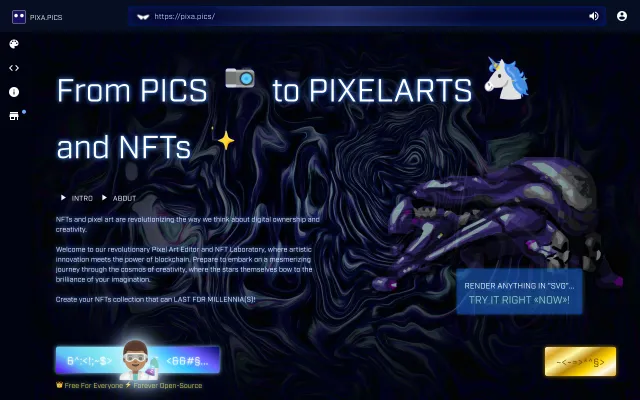 PIXA.PICS
https://pixa.pics/
From PICS 📷 to PIXELARTS 🦄
and NFTs ✨
INTRO ABOUT
NFTs and pixel art are revolutionizing the way we think about digital ownership and
creativity.
Welcome to our revolutionary Pixel Art Editor and NFT Laboratory, where artistic
innovation meets the power of blockchain. Prepare to embark on a mesmerizing
journey through the cosmos of creativity, where the stars themselves bow to the
brilliance of your imagination.
Create your NFTs collection that can LAST FOR MILLENNIA(S)!
RENDER ANYTHING IN "SVG"...
TRY IT RIGHT «NOW»!
Free For Everyone ⚡ Forever Open-Source